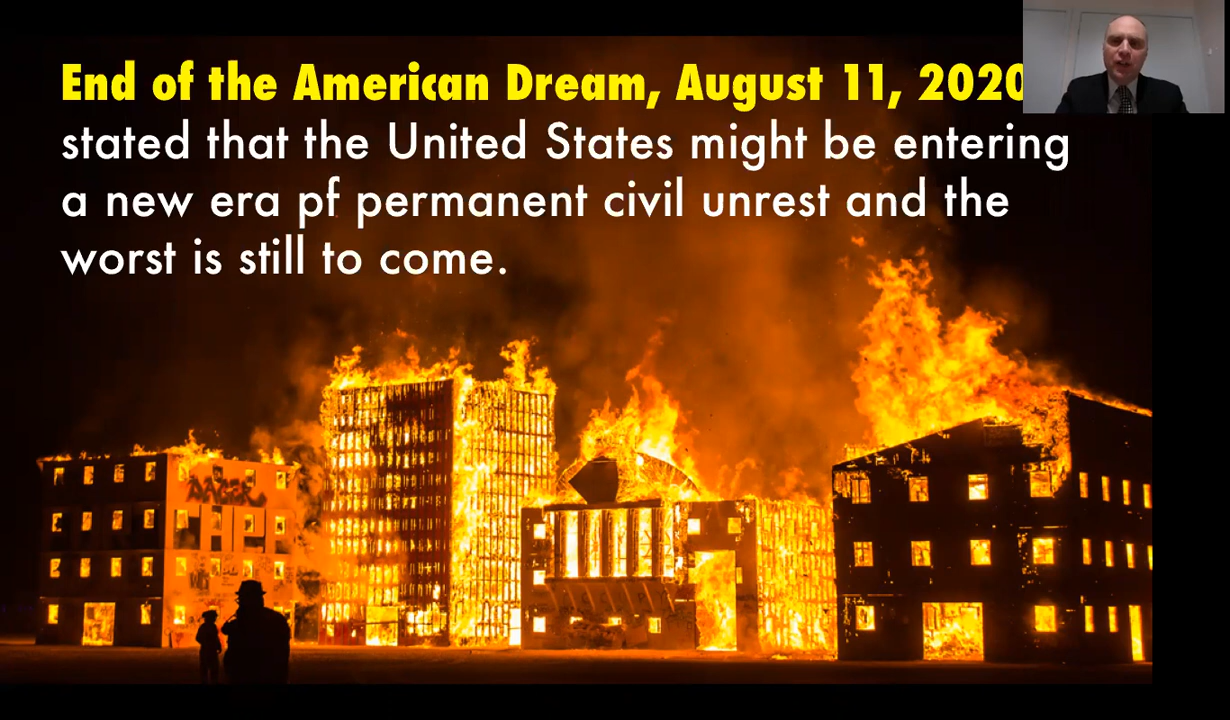 End of the American Dream, August 11, 2020
stated that the United States might be entering
a new era pf permanent civil unrest and the
worst is still to come.